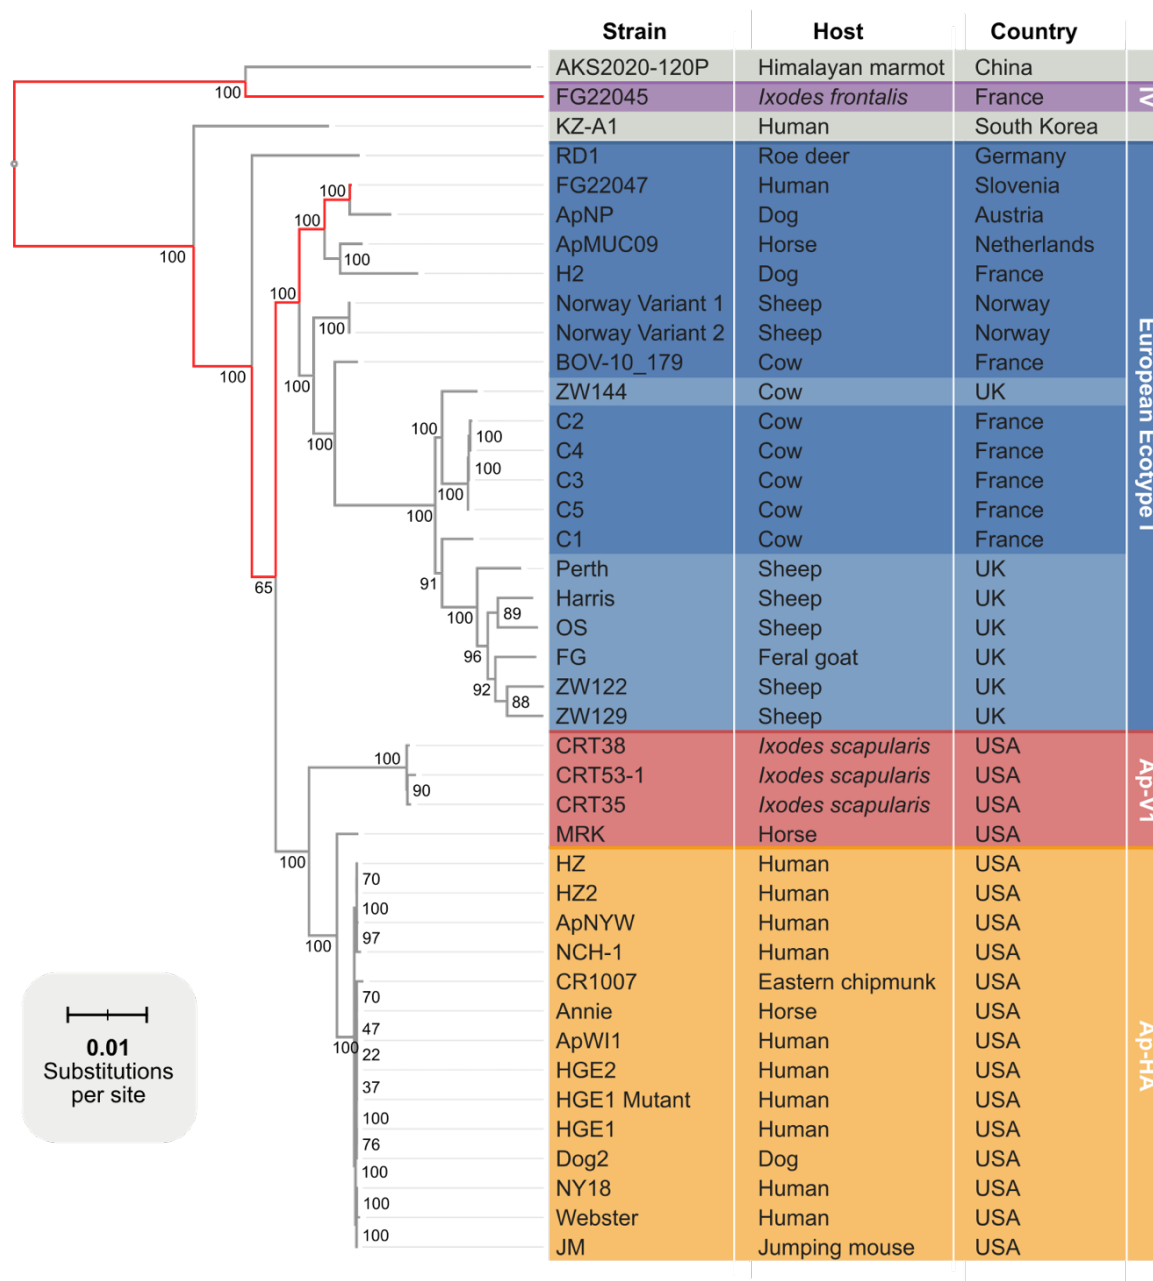 Strain Host Country
AKS2020-120P Himalayan marmot China
100 FG22045 Ixodes frontalis France IV
KZ-A1 Human South Korea
RD1 Roe deer Germany
100 FG22047 Human Slovenia
100 ApNP Dog Austria
100 100 ApMUC09 Horse Netherlands
H2 Dog France
100 Norway Variant 1 Sheep Norway
100 Norway Variant 2 Sheep Norway
100 BOV-10_179 Cow France
100 ZW144 Cow UK
100 100 100 C2 Cow France
100 C4 Cow France
100 C3 Cow France
100 C5 Cow France
C1 Cow France
65 91 Perth Sheep UK
100 89 Harris Sheep UK
OS Sheep UK
96 FG Feral goat UK
92 88 ZW122 Sheep UK
ZW129 Sheep UK
European Ecotype I
100 CRT38 Ixodes scapularis USA
90 CRT53-1 Ixodes scapularis USA
CRT35 Ixodes scapularis USA
MRK Horse USA
Ap-V1
100 HZ Human USA
70 HZ2 Human USA
100 ApNYW Human USA
100 97 NCH-1 Human USA
CR1007 Eastern chipmunk USA
70 Annie Horse USA
47 ApWI1 Human USA
100 22 HGE2 Human USA
37 HGE1 Mutant Human USA
100 HGE1 Human USA
76 Dog2 Dog USA
100 NY18 Human USA
100 Webster Human USA
100 JM Jumping mouse USA
Ap-HA
0.01
Substitutions
per site